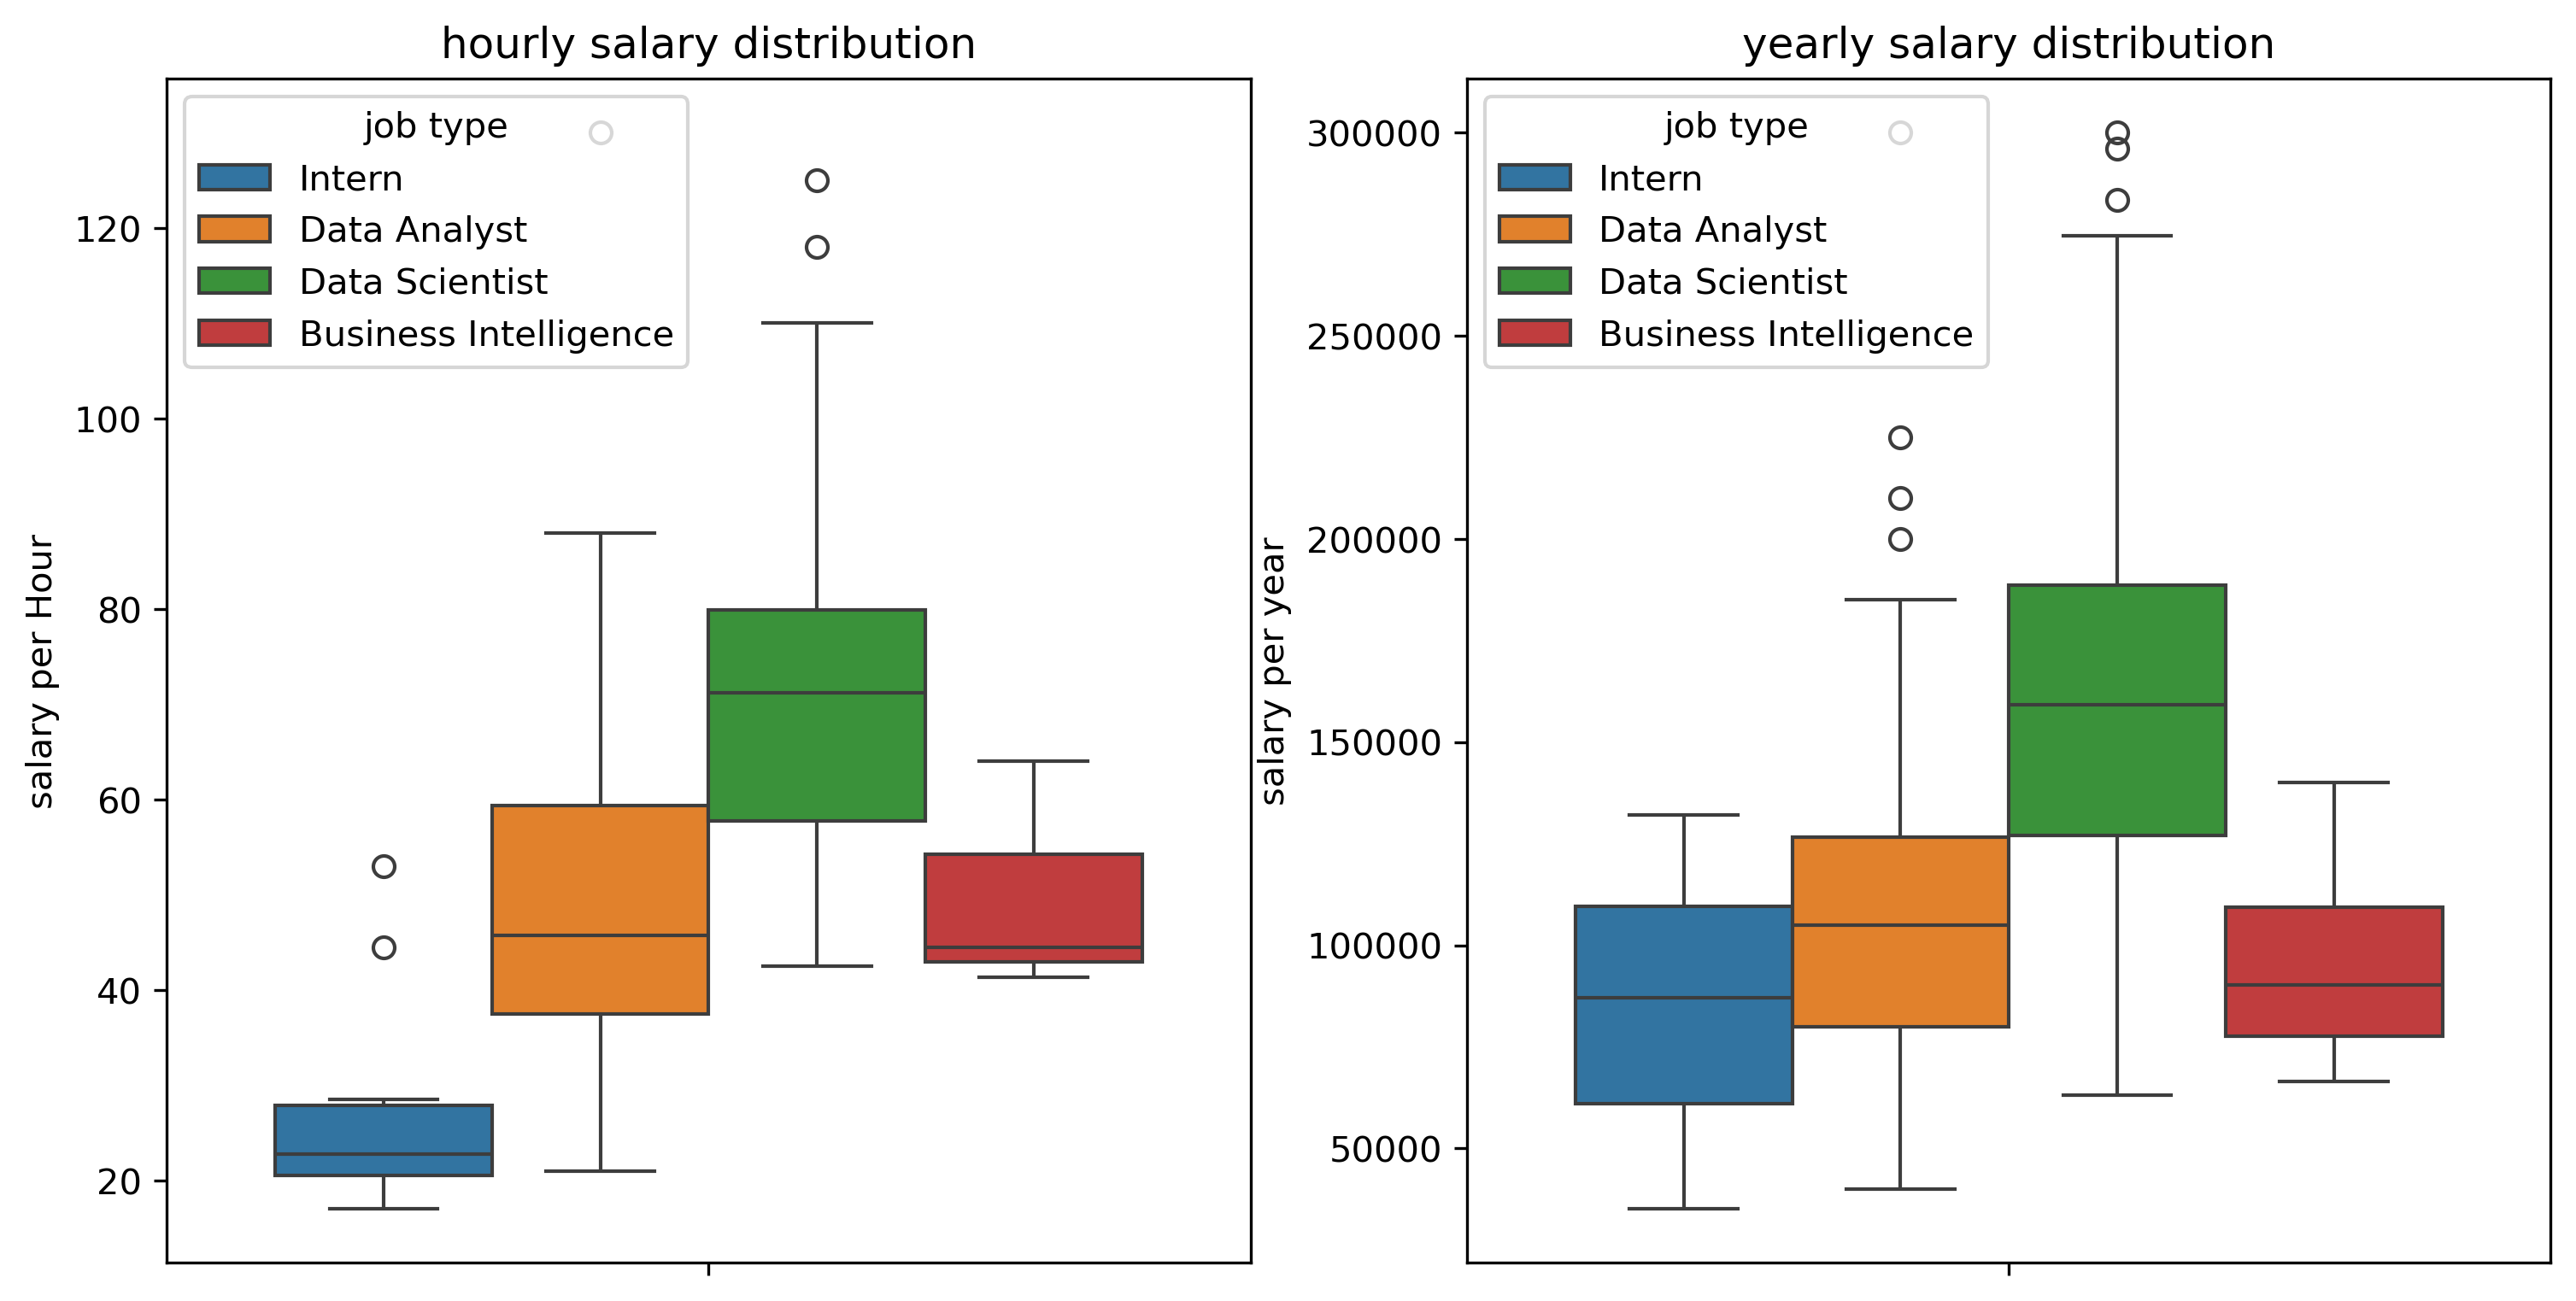 hourly salary distribution
job type
Intern
Data Analyst
Data Scientist
Business Intelligence
120
100
80
60
40
20
salary per Hour
yearly salary distribution
job type
Intern
Data Analyst
Data Scientist
Business Intelligence
300000
250000
200000
150000
100000
50000
salary per year